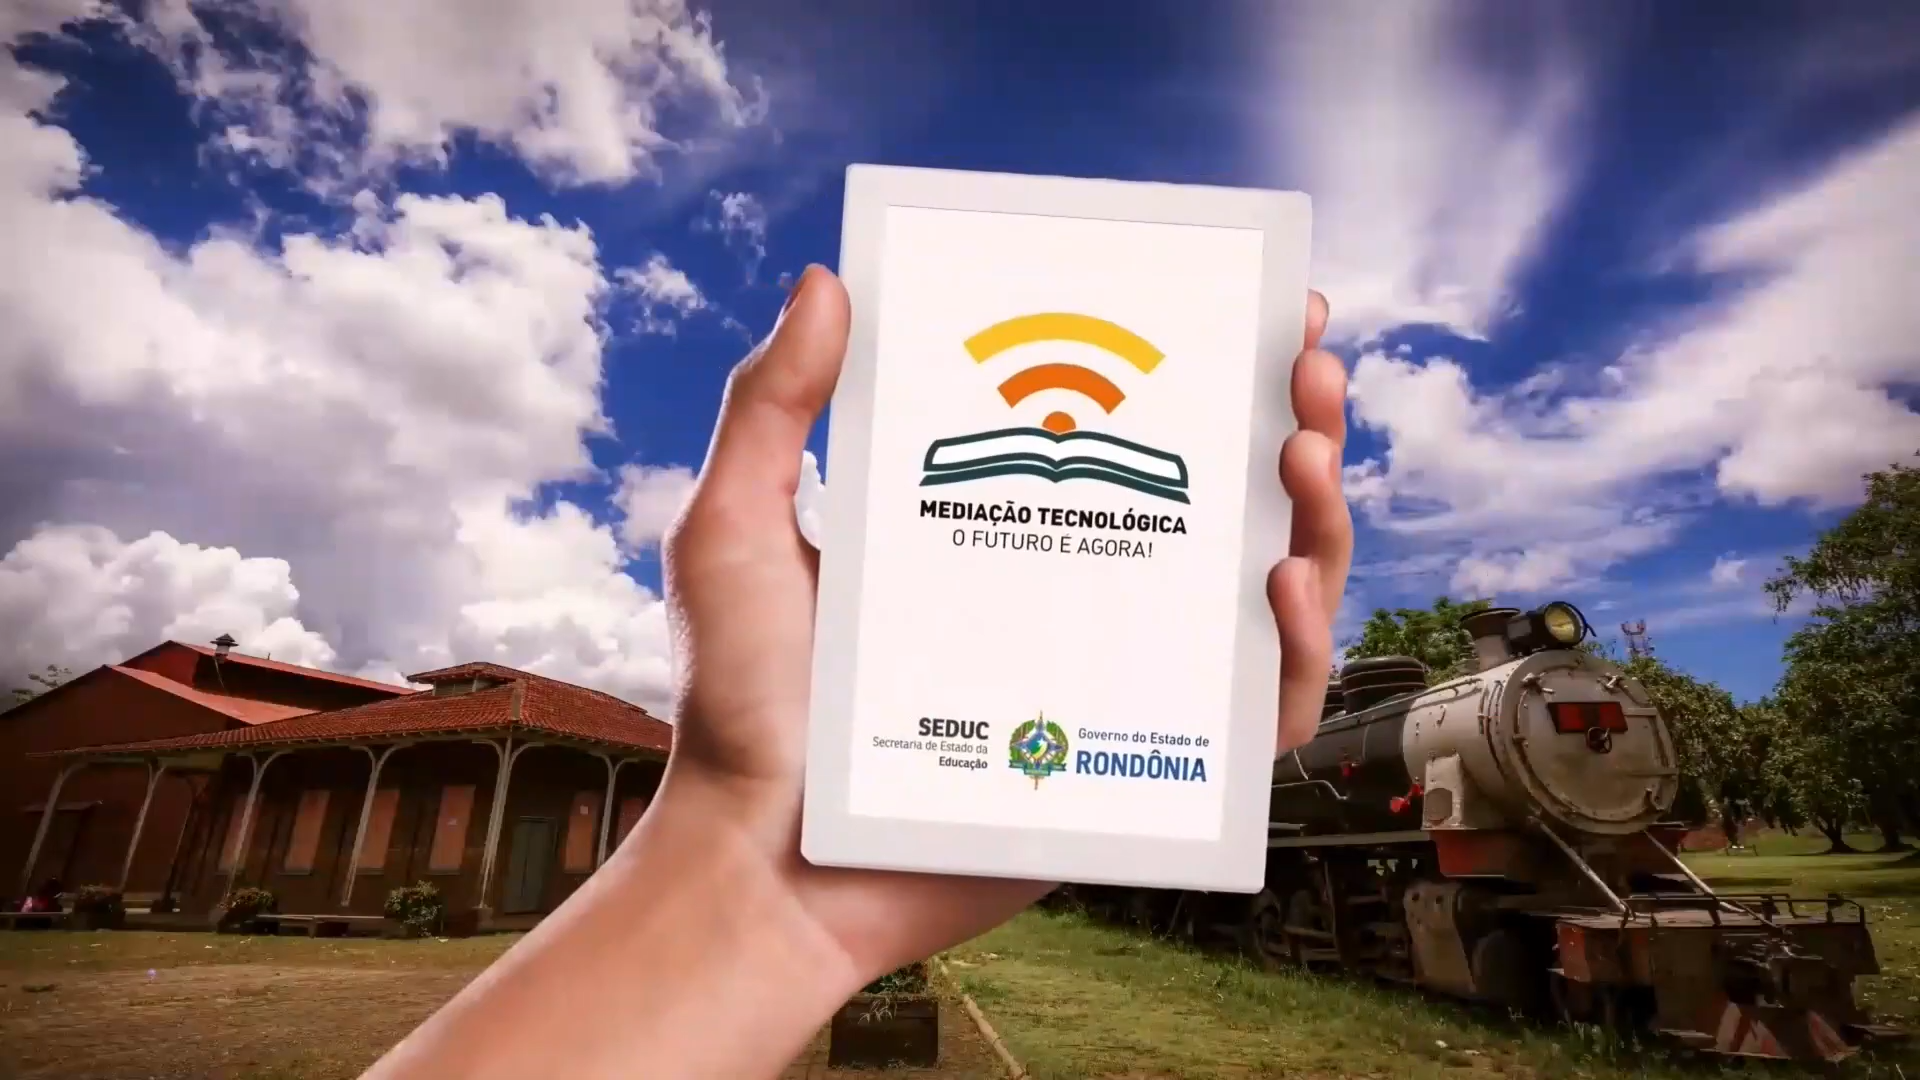 MEDIAÇÃO TECNOLÓGICA
O FUTURO É AGORA!
SEDUC
Secretaria de Estado da
Educação
Governo do Estado de
RONDÔNIA